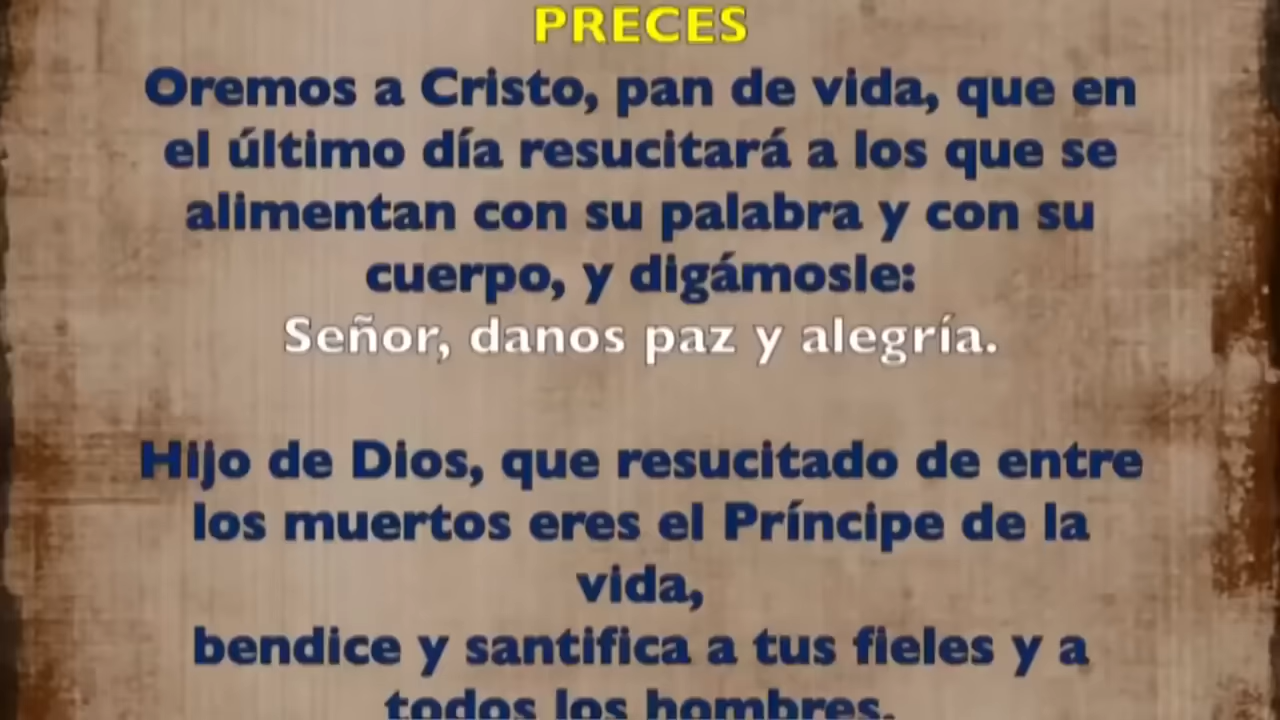 PRECES
Oremos a Cristo, pan de vida, que en
el último día resucitará a los que se
alimentan con su palabra y con su
cuerpo, y digámosle:
Señor, danos paz y alegría.
Hijo de Dios, que resucitado de entre
los muertos eres el Príncipe de la
vida,
bendice y santifica a tus fieles y a
todos los hombres.